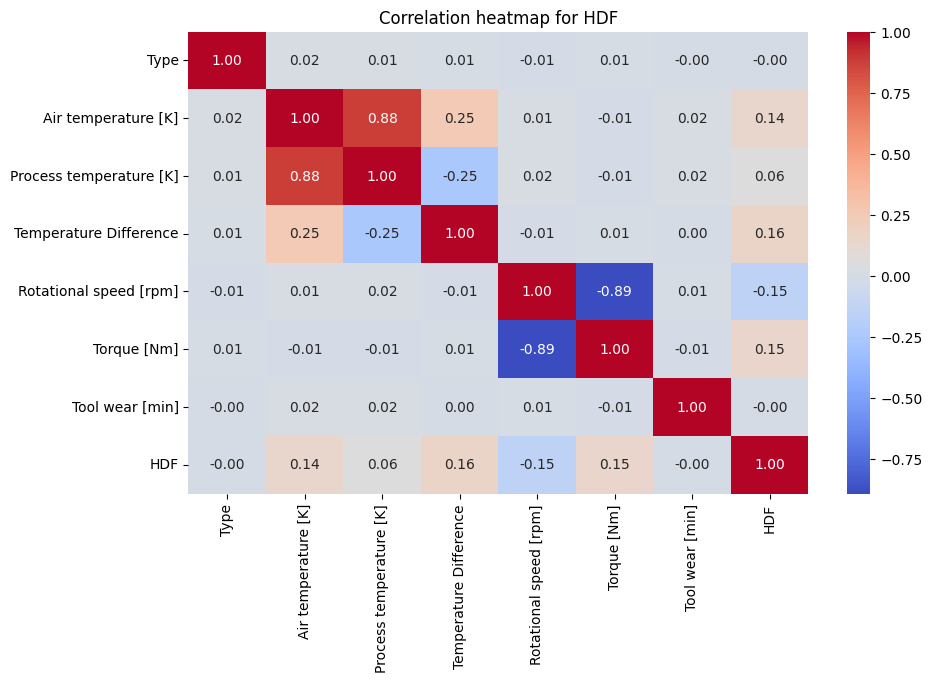 Correlation heatmap for HDF
Type 1.00 0.02 0.01 0.01 -0.01 0.01 -0.00 -0.00
Air temperature [K] 0.02 1.00 0.88 0.25 0.01 -0.01 0.02 0.14
Process temperature [K] 0.01 0.88 1.00 -0.25 0.02 -0.01 0.02 0.06
Temperature Difference 0.01 0.25 -0.25 1.00 -0.01 0.01 0.00 0.16
Rotational speed [rpm] -0.01 0.01 0.02 -0.01 1.00 -0.89 0.01 -0.15
Torque [Nm] 0.01 -0.01 -0.01 0.01 -0.89 1.00 -0.01 0.15
Tool wear [min] -0.00 0.02 0.02 0.00 0.01 -0.01 1.00 -0.00
HDF -0.00 0.14 0.06 0.16 -0.15 0.15 -0.00 1.00
Type
Air temperature [K]
Process temperature [K]
Temperature Difference
Rotational speed [rpm]
Torque [Nm]
Tool wear [min]
HDF
1.00
0.75
0.50
0.25
0.00
−0.25
−0.50
−0.75